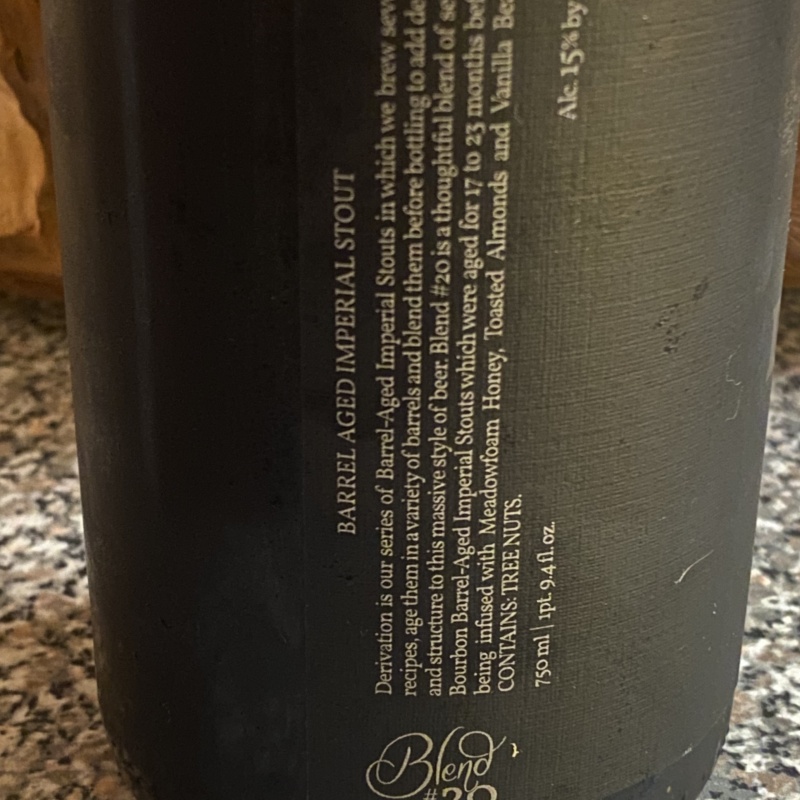 BARREL AGED IMPERIAL STOUT
Derivation is our series of Barrel-Aged Imperial Stouts in which we brew
recipes, age them in a variety of barrels and blend them before bottling to add
and structure to this massive style of beer. Blend #20 is a thoughtful blend of
Bourbon Barrel-Aged Imperial Stouts which were aged for 17 to 23 months
being infused with Meadowfoam Honey, Toasted Almonds and Vanilla
CONTAINS: TREE NUTS.
750 ml | 1pt. 9.4 fl. oz.
Alc. 15% by
Blend
#20